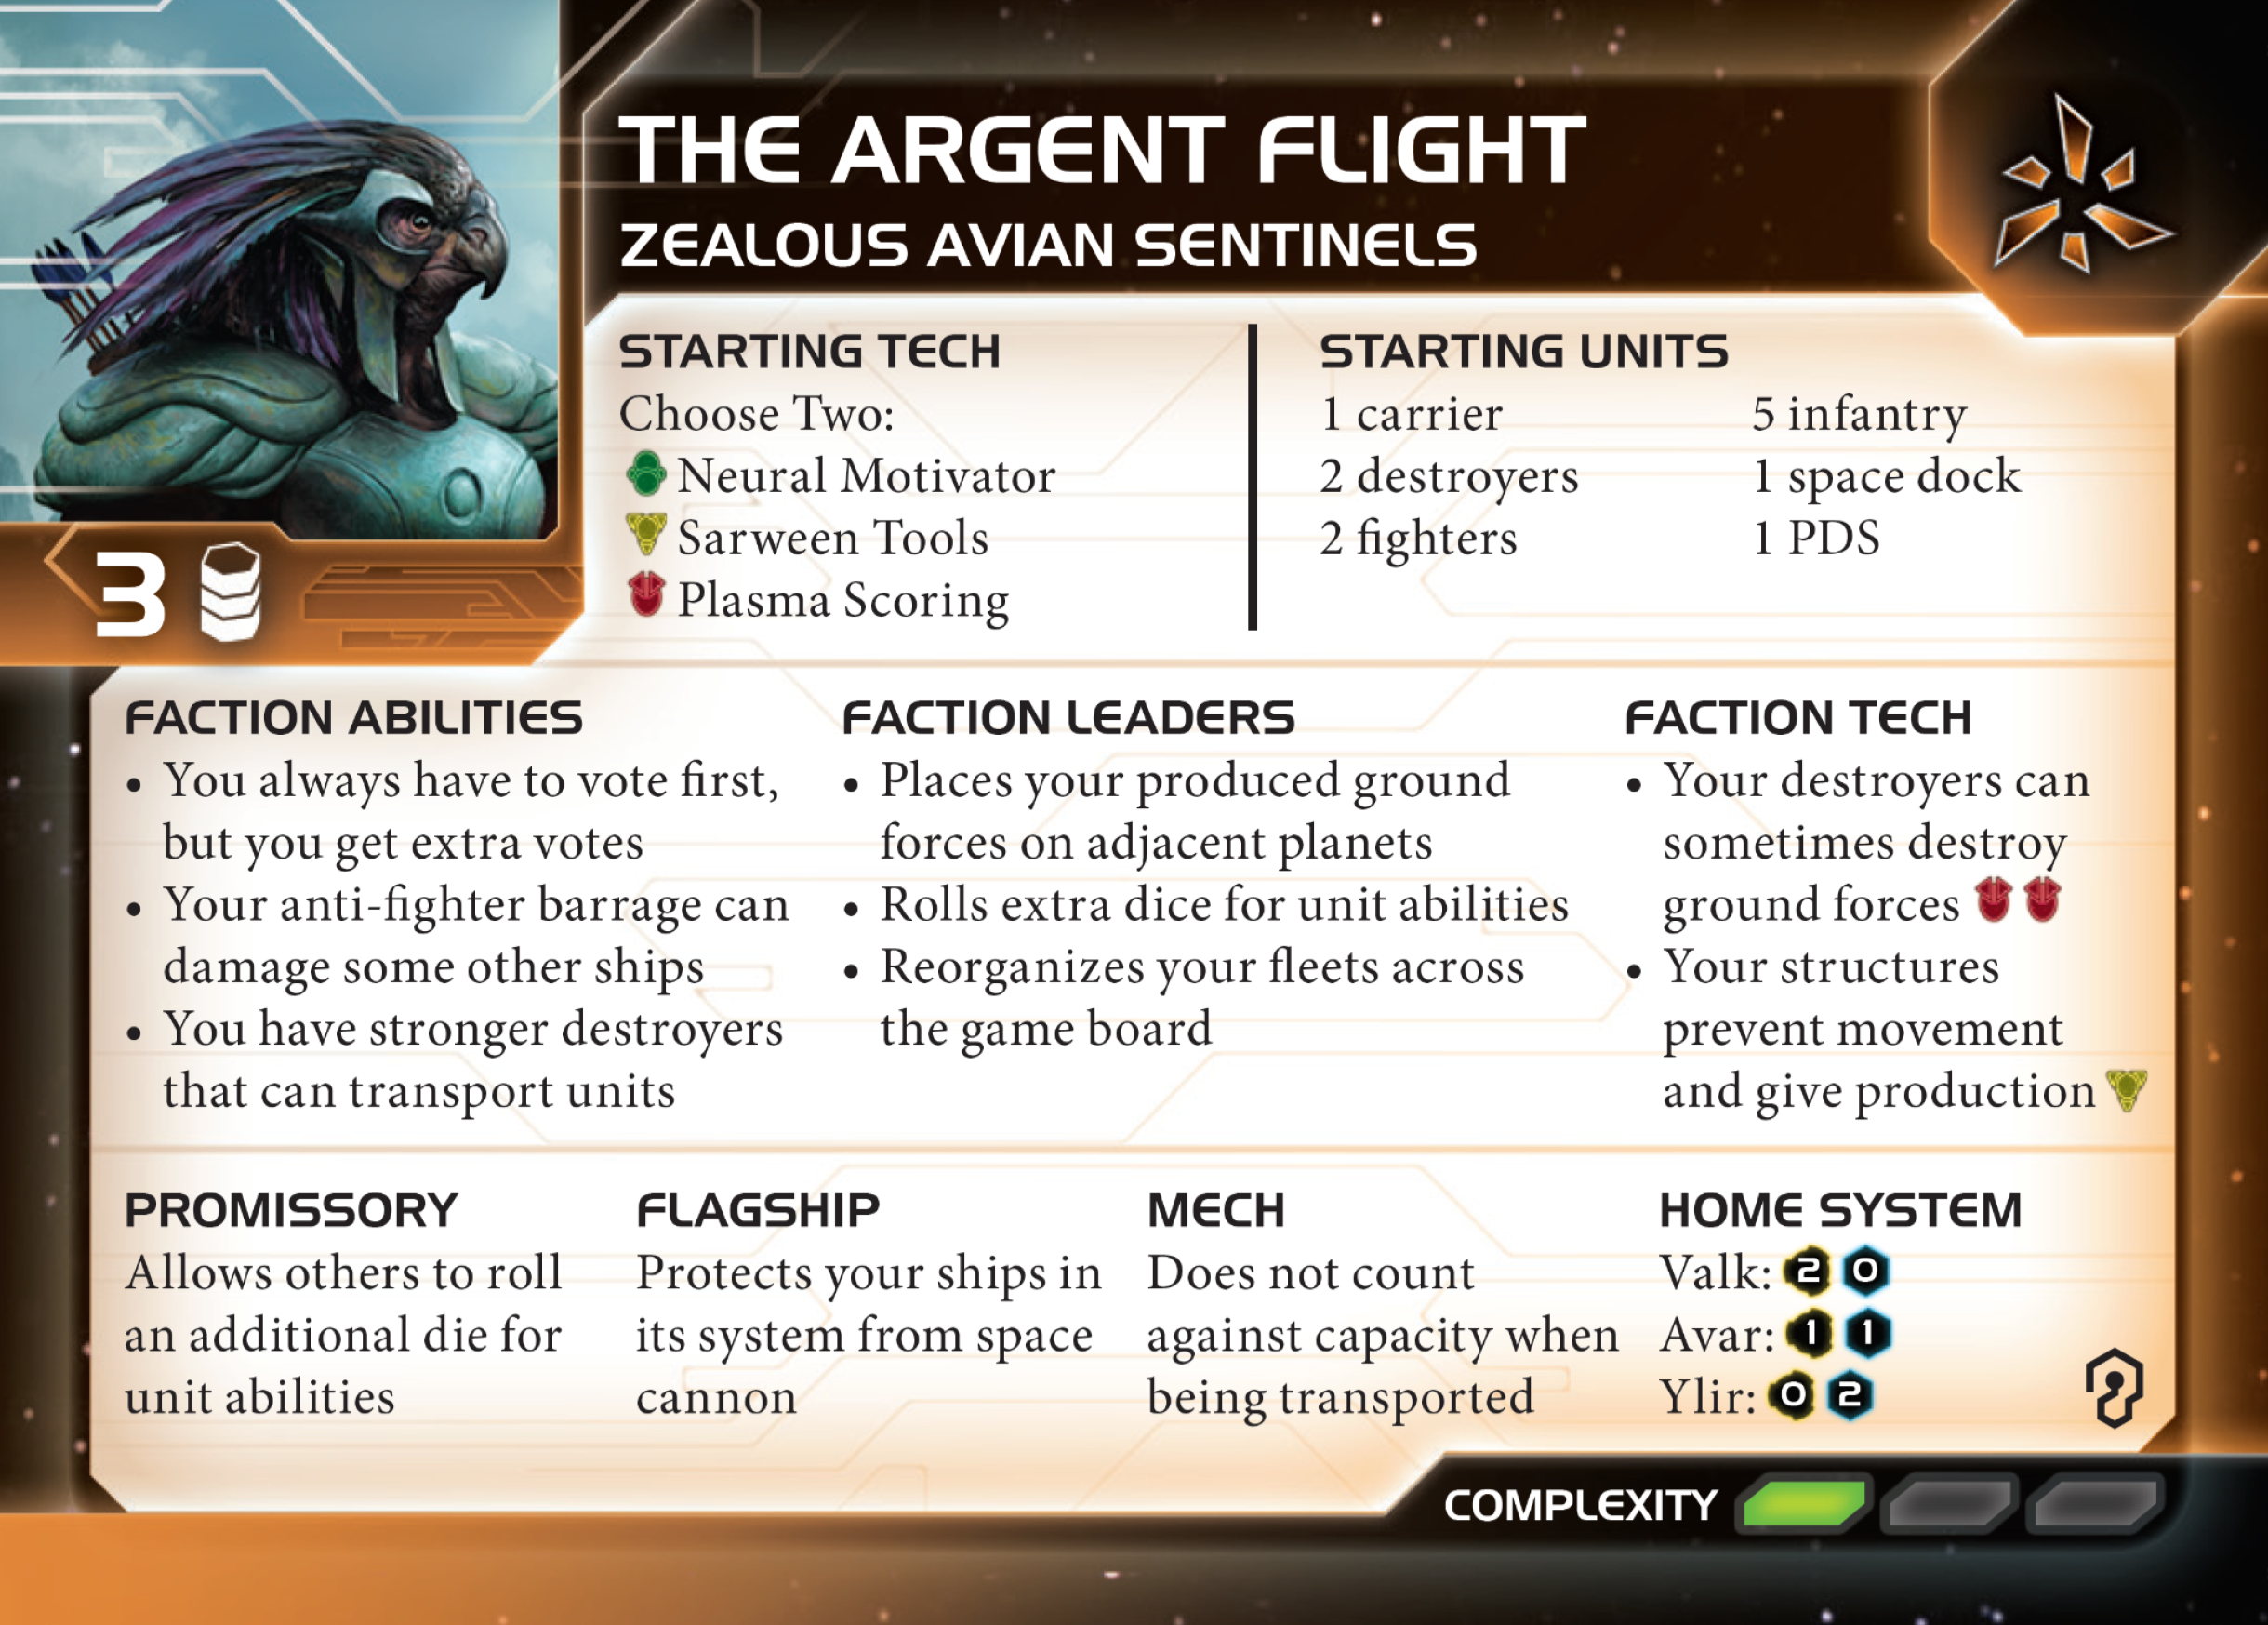 THE ARGENT FLIGHT
ZEALOUS AVIAN SENTINELS
3
STARTING TECH
Choose Two:
Neural Motivator
Sarween Tools
Plasma Scoring
STARTING UNITS
1 carrier
2 destroyers
2 fighters
5 infantry
1 space dock
1 PDS
FACTION ABILITIES
• You always have to vote first,
but you get extra votes
• Your anti-fighter barrage can
damage some other ships
• You have stronger destroyers
that can transport units
FACTION LEADERS
• Places your produced ground
forces on adjacent planets
• Rolls extra dice for unit abilities
• Reorganizes your fleets across
the game board
FACTION TECH
• Your destroyers can
sometimes destroy
ground forces
• Your structures
prevent movement
and give production
PROMISSORY
Allows others to roll
an additional die for
unit abilities
FLAGSHIP
Protects your ships in
its system from space
cannon
MECH
Does not count
against capacity when
being transported
HOME SYSTEM
Valk: 2 0
Avar: 1 1
Ylir: 0 2
COMPLEXITY